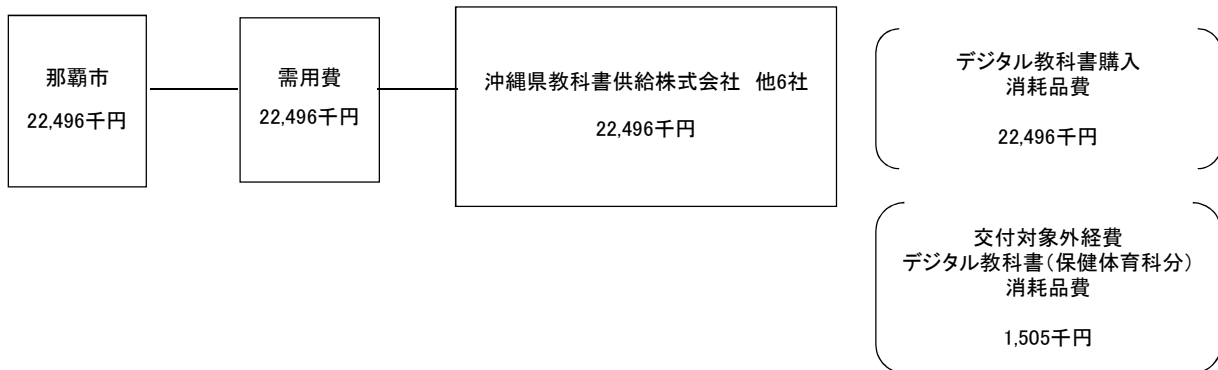 那覇市
22,496千円
需用費
22,496千円
沖縄県教科書供給株式会社 他6社
22,496千円
デジタル教科書購入
消耗品費
22,496千円
交付対象外経費
デジタル教科書(保健体育科分)
消耗品費
1,505千円